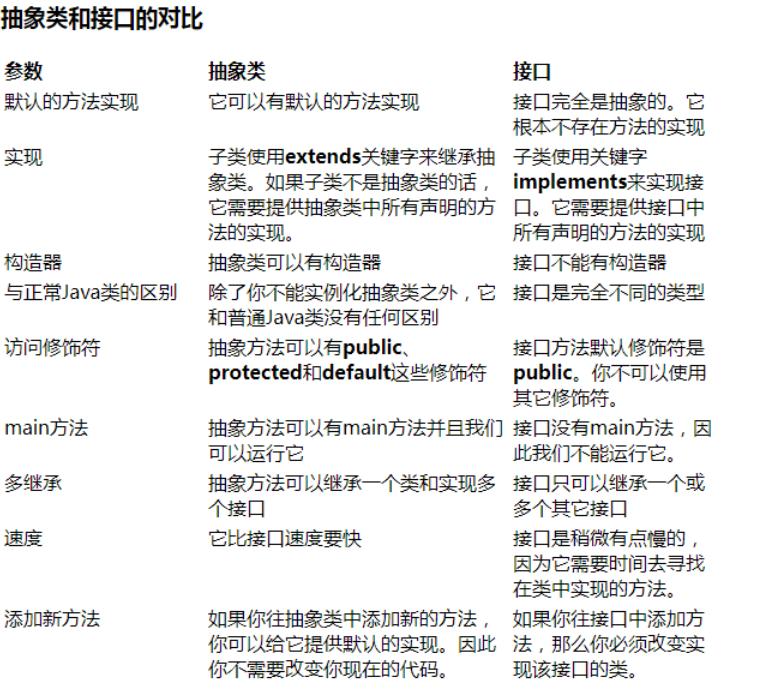 抽象类和接口的对比
参数 抽象类 接口
默认的方法实现 它可以有默认的方法实现 接口完全是抽象的。它
根本不存在方法的实现
实现 子类使用extends关键字来继承抽 子类使用关键字
象类。如果子类不是抽象类的话， implements来实现接
它需要提供抽象类中所有声明的方 口。它需要提供接口中
法的实现。 所有声明的方法的实现
构造器 抽象类可以有构造器 接口不能有构造器
与正常Java类的区别 除了你不能实例化抽象类之外，它 接口是完全不同的类型
和普通Java类没有任何区别
访问修饰符 抽象方法可以有public、 接口方法默认修饰符是
protected和default这些修饰符 public。你不可以使用
其它修饰符。
main方法 抽象方法可以有main方法并且我们 接口没有main方法，因
可以运行它 此我们不能运行它。
多继承 抽象方法可以继承一个类和实现多 接口只可以继承一个或
个接口 多个其它接口
速度 它比接口速度要快 接口是稍微有点慢的，
因为它需要时间去寻找
在类中实现的方法。
添加新方法 如果你往抽象类中添加新的方法， 如果你往接口中添加方
你可以给它提供默认的实现。因此 法，那么你必须改变实
你不需要改变你现在的代码。 现该接口的类。